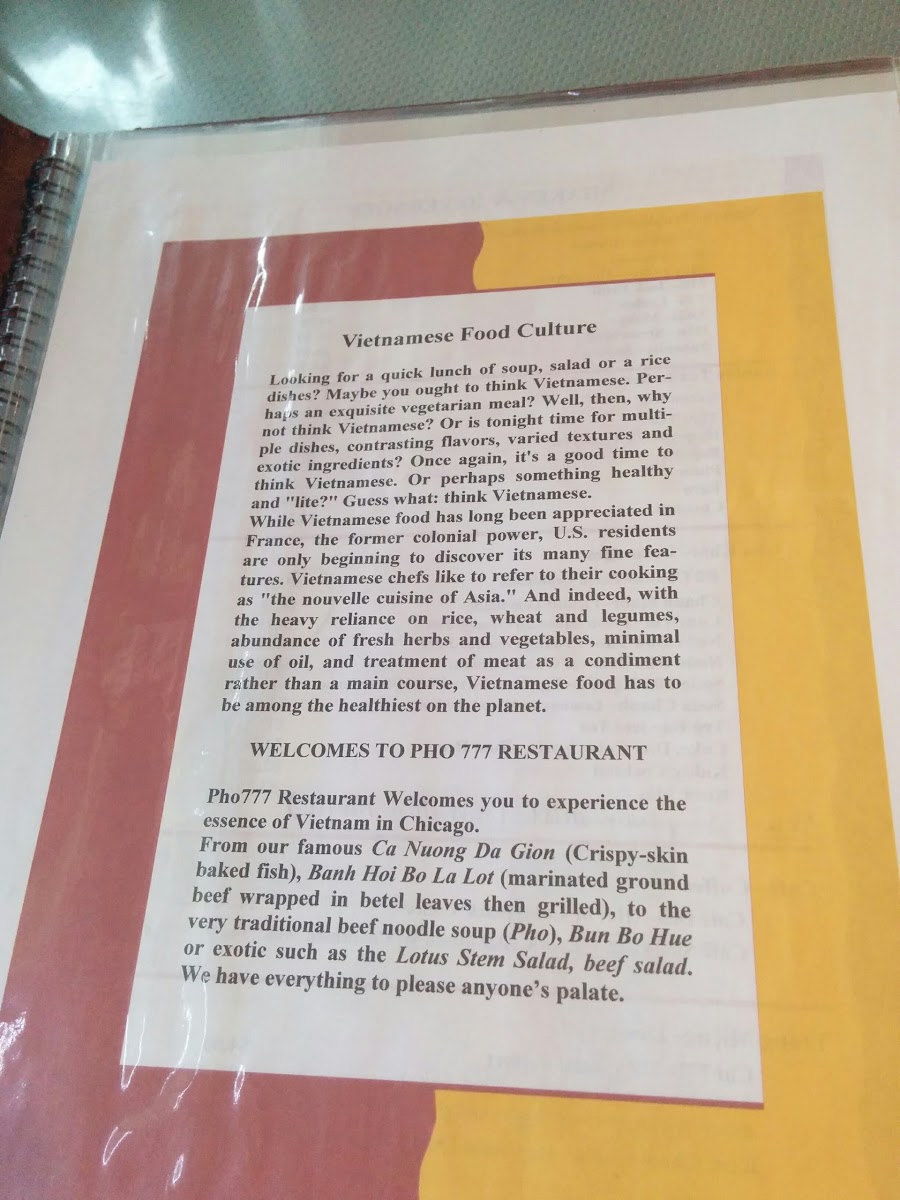 Vietnamese Food Culture
Looking for a quick lunch of soup, salad or a rice
dishes? Maybe you ought to think Vietnamese. Per-
haps an exquisite vegetarian meal? Well, then, why
not think Vietnamese? Or is tonight time for multi-
ple dishes, contrasting flavors, varied textures and
exotic ingredients? Once again, it's a good time to
think Vietnamese. Or perhaps something healthy
and "lite?" Guess what: think Vietnamese.
While Vietnamese food has long been appreciated in
France, the former colonial power, U.S. residents
are only beginning to discover its many fine fea-
tures. Vietnamese chefs like to refer to their cooking
as "the nouvelle cuisine of Asia." And indeed, with
the heavy reliance on rice, wheat and legumes,
abundance of fresh herbs and vegetables, minimal
use of oil, and treatment of meat as a condiment
rather than a main course, Vietnamese food has to
be among the healthiest on the planet.
WELCOMES TO PHO 777 RESTAURANT
Pho777 Restaurant Welcomes you to experience the
essence of Vietnam in Chicago.
From our famous Ca Nuong Da Gion (Crispy-skin
baked fish), Banh Hoi Bo La Lot (marinated ground
beef wrapped in betel leaves then grilled), to the
very traditional beef noodle soup (Pho), Bun Bo Hue
or exotic such as the Lotus Stem Salad, beef salad.
We have everything to please anyone's palate.